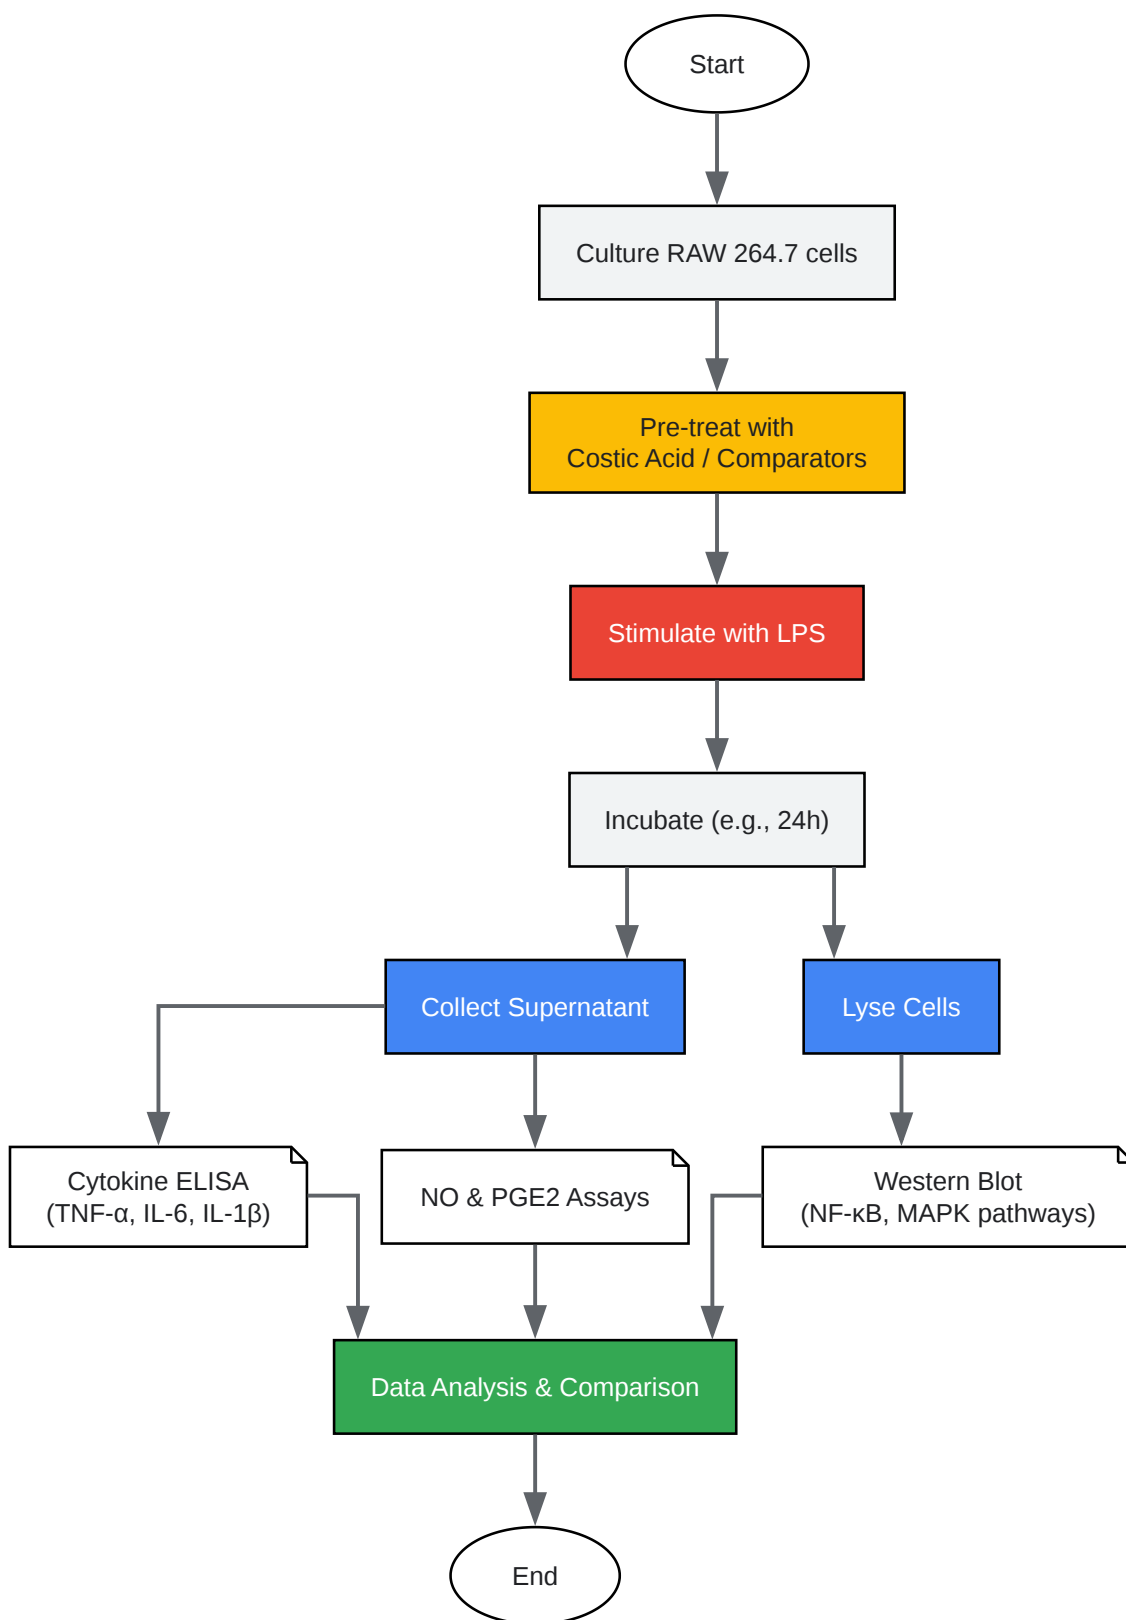 Start
Culture RAW 264.7 cells
Pre-treat with
Costic Acid / Comparators
Stimulate with LPS
Incubate (e.g., 24h)
Collect Supernatant
Lyse Cells
Cytokine ELISA
(TNF-α, IL-6, IL-1β)
NO & PGE2 Assays
Western Blot
(NF-κB, MAPK pathways)
Data Analysis & Comparison
End